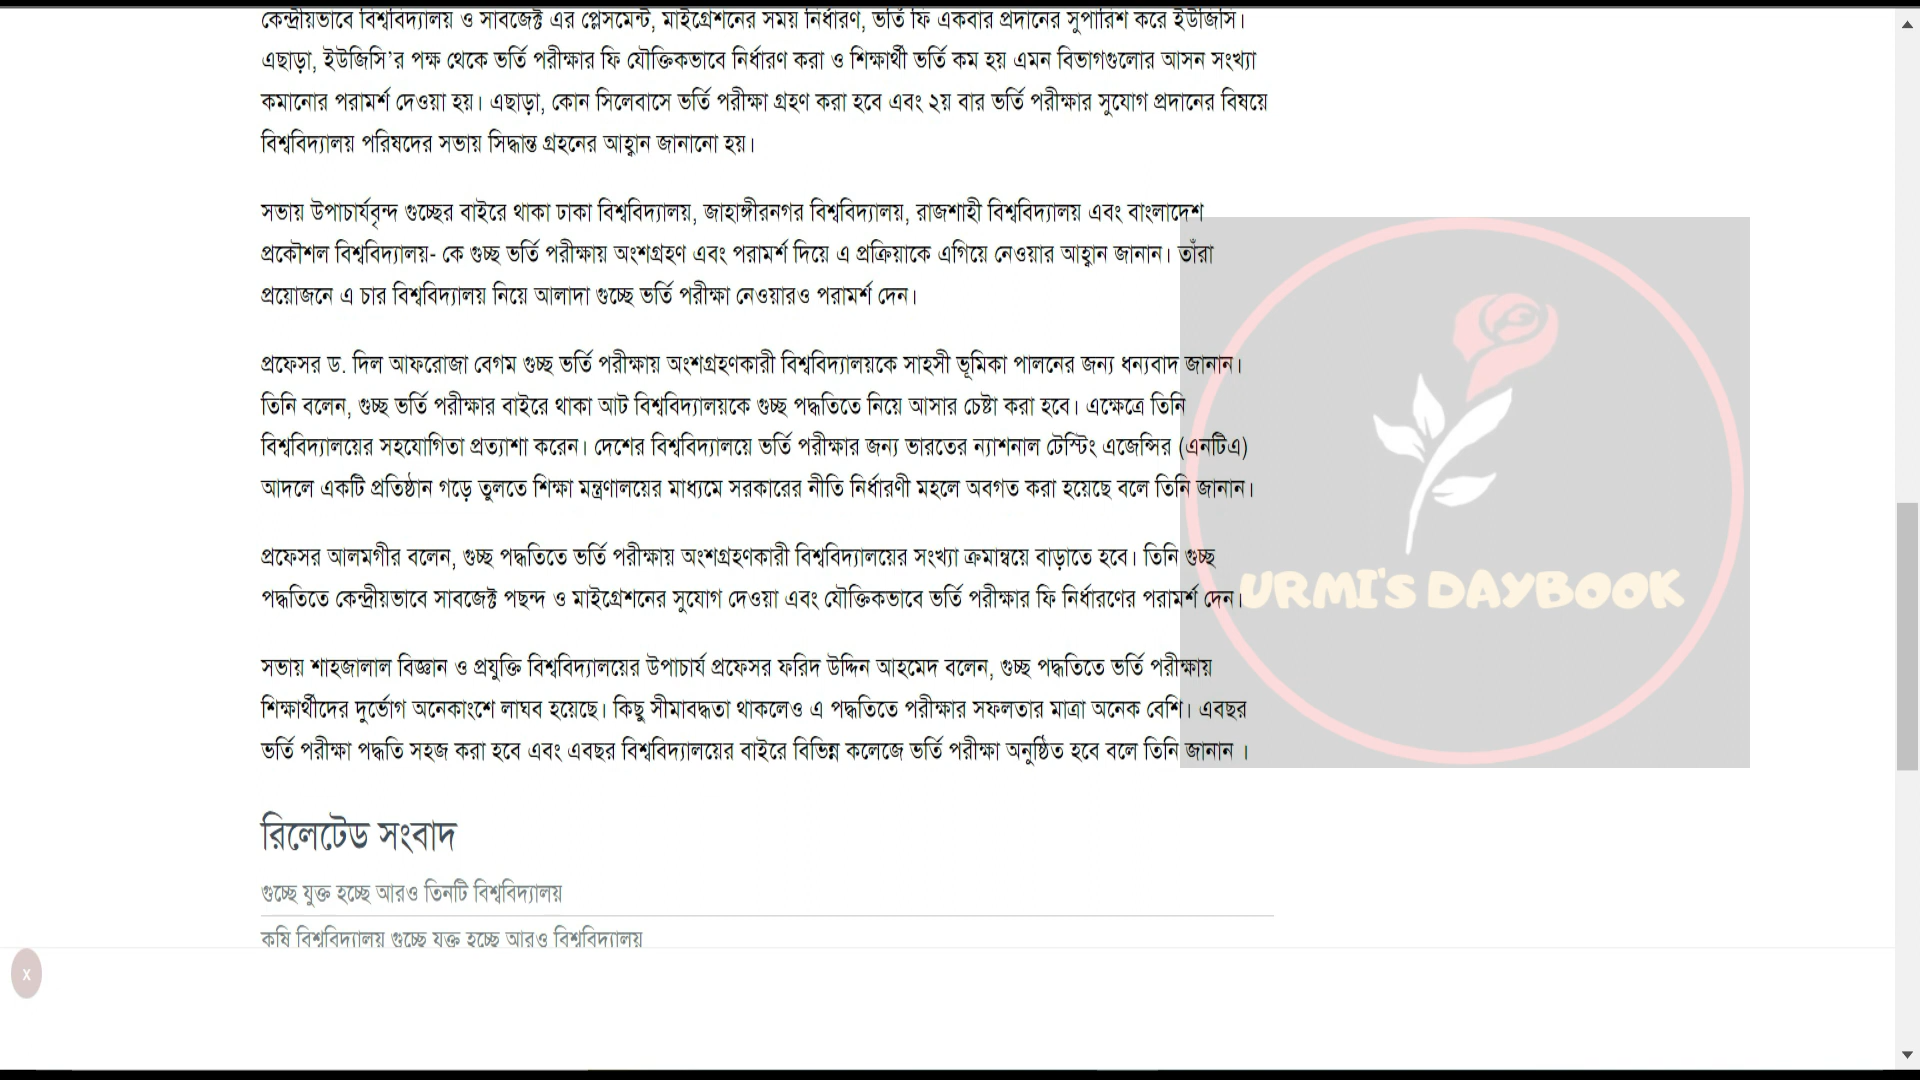 কেন্দ্রীয়ভাবে বিশ্ববিদ্যালয় ও সাবজেক্ট এর প্লেসমেন্ট, মাইগ্রেশনের সময় নির্ধারণ, ভর্তি ফি একবার প্রদানের সুপারিশ করে ইউজিসি।
এছাড়া, ইউজিসি’র পক্ষ থেকে ভর্তি পরীক্ষার ফি যৌক্তিকভাবে নির্ধারণ করা ও শিক্ষার্থী ভর্তি কম হয় এমন বিভাগগুলোর আসন সংখ্যা
কমানোর পরামর্শ দেওয়া হয়। এছাড়া, কোন সিলেবাসে ভর্তি পরীক্ষা গ্রহণ করা হবে এবং ২য় বার ভর্তি পরীক্ষার সুযোগ প্রদানের বিষয়ে
বিশ্ববিদ্যালয় পরিষদের সভায় সিদ্ধান্ত গ্রহনের আহ্বান জানানো হয়।
সভায় উপাচার্যবৃন্দ গুচ্ছের বাইরে থাকা ঢাকা বিশ্ববিদ্যালয়, জাহাঙ্গীরনগর বিশ্ববিদ্যালয়, রাজশাহী বিশ্ববিদ্যালয় এবং বাংলাদেশ
প্রকৌশল বিশ্ববিদ্যালয়- কে গুচ্ছ ভর্তি পরীক্ষায় অংশগ্রহণ এবং পরামর্শ দিয়ে এ প্রক্রিয়াকে এগিয়ে নেওয়ার আহ্বান জানান। তাঁরা
প্রয়োজনে এ চার বিশ্ববিদ্যালয় নিয়ে আলাদা গুচ্ছে ভর্তি পরীক্ষা নেওয়ারও পরামর্শ দেন।
প্রফেসর ড. দিল আফরোজা বেগম গুচ্ছ ভর্তি পরীক্ষায় অংশগ্রহণকারী বিশ্ববিদ্যালয়কে সাহসী ভূমিকা পালনের জন্য ধন্যবাদ জানান।
তিনি বলেন, গুচ্ছ ভর্তি পরীক্ষার বাইরে থাকা আট বিশ্ববিদ্যালয়কে গুচ্ছ পদ্ধতিতে নিয়ে আসার চেষ্টা করা হবে। এক্ষেত্রে তিনি
বিশ্ববিদ্যালয়ের সহযোগিতা প্রত্যাশা করেন। দেশের বিশ্ববিদ্যালয়ে ভর্তি পরীক্ষার জন্য ভারতের ন্যাশনাল টেস্টিং এজেন্সির (এনটিএ)
আদলে একটি প্রতিষ্ঠান গড়ে তুলতে শিক্ষা মন্ত্রণালয়ের মাধ্যমে সরকারের নীতি নির্ধারণী মহলে অবগত করা হয়েছে বলে তিনি জানান।
প্রফেসর আলমগীর বলেন, গুচ্ছ পদ্ধতিতে ভর্তি পরীক্ষায় অংশগ্রহণকারী বিশ্ববিদ্যালয়ের সংখ্যা ক্রমান্বয়ে বাড়াতে হবে। তিনি গুচ্ছ
পদ্ধতিতে কেন্দ্রীয়ভাবে সাবজেক্ট পছন্দ ও মাইগ্রেশনের সুযোগ দেওয়া এবং যৌক্তিকভাবে ভর্তি পরীক্ষার ফি নির্ধারণের পরামর্শ দেন।
URMI'S DAYBOOK
সভায় শাহজালাল বিজ্ঞান ও প্রযুক্তি বিশ্ববিদ্যালয়ের উপাচার্য প্রফেসর ফরিদ উদ্দিন আহমেদ বলেন, গুচ্ছ পদ্ধতিতে ভর্তি পরীক্ষায়
শিক্ষার্থীদের দুর্ভোগ অনেকাংশে লাঘব হয়েছে। কিছু সীমাবদ্ধতা থাকলেও এ পদ্ধতিতে পরীক্ষার সফলতার মাত্রা অনেক বেশি। এবছর
ভর্তি পরীক্ষা পদ্ধতি সহজ করা হবে এবং এবছর বিশ্ববিদ্যালয়ের বাইরে বিভিন্ন কলেজে ভর্তি পরীক্ষা অনুষ্ঠিত হবে বলে তিনি জানান ।
রিলেটেড সংবাদ
গুচ্ছে যুক্ত হচ্ছে আরও তিনটি বিশ্ববিদ্যালয়
কৃষি বিশ্ববিদ্যালয় গুচ্ছে যুক্ত হচ্ছে আরও বিশ্ববিদ্যালয়
x